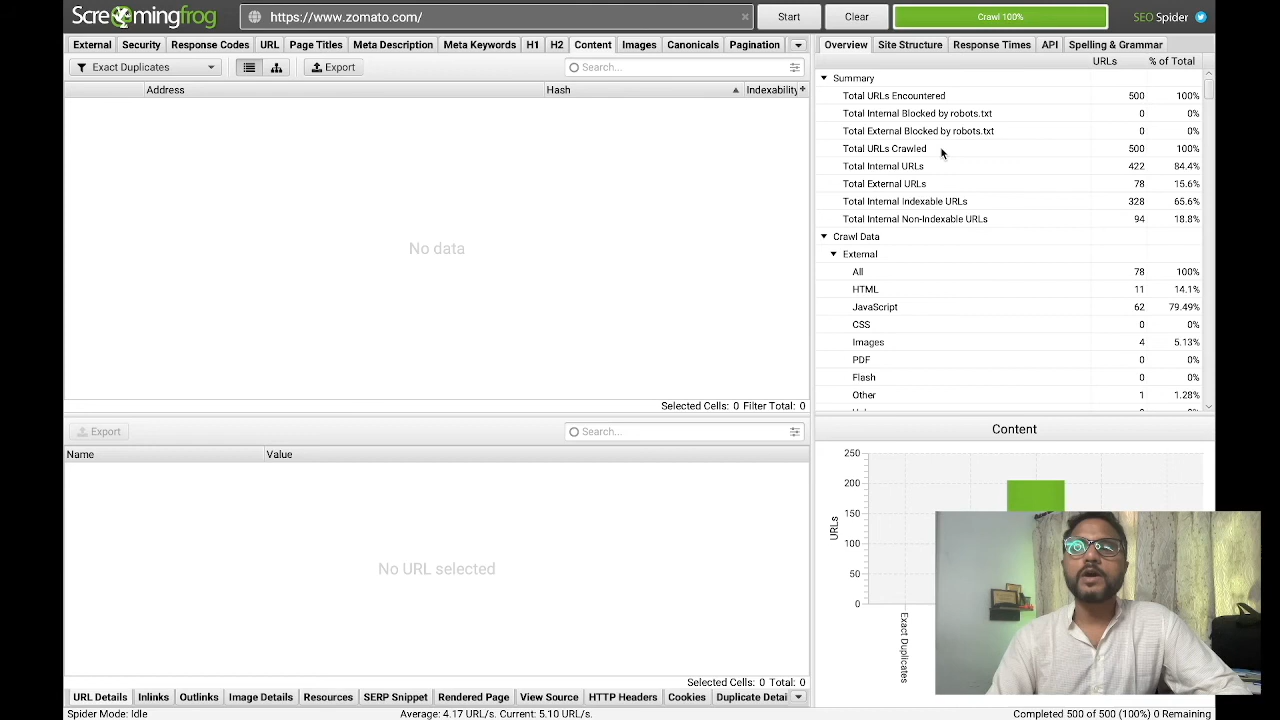 Screamingfrog
https://www.zomato.com/
Start
Clear
Crawl 100%
SEO Spider
External Security Response Codes URL Page Titles Meta Description Meta Keywords H1 H2 Content Images Canonicals Pagination
Exact Duplicates
Export
Search...
Address Hash Indexability
No data
Selected Cells: 0 Filter Total: 0
Export
Search...
Name Value
No URL selected
Selected Cells: 0 Total: 0
URL Details Inlinks Outlinks Image Details Resources SERP Snippet Rendered Page View Source HTTP Headers Cookies Duplicate Detai
Spider Mode: Idle
Average: 4.17 URL/s. Current: 5.10 URL/s.
Completed 500 of 500 (100%) 0 Remaining
Overview Site Structure Response Times API Spelling & Grammar
URLs % of Total
Summary
Total URLs Encountered 500 100%
Total Internal Blocked by robots.txt 0 0%
Total External Blocked by robots.txt 0 0%
Total URLs Crawled 500 100%
Total Internal URLs 422 84.4%
Total External URLs 78 15.6%
Total Internal Indexable URLs 328 65.6%
Total Internal Non-Indexable URLs 94 18.8%
Crawl Data
External
All 78 100%
HTML 11 14.1%
JavaScript 62 79.49%
CSS 0 0%
Images 4 5.13%
PDF 0 0%
Flash 0 0%
Other 1 1.28%
Content
250
200
150
100
50
0
URLs
Exact Duplicates